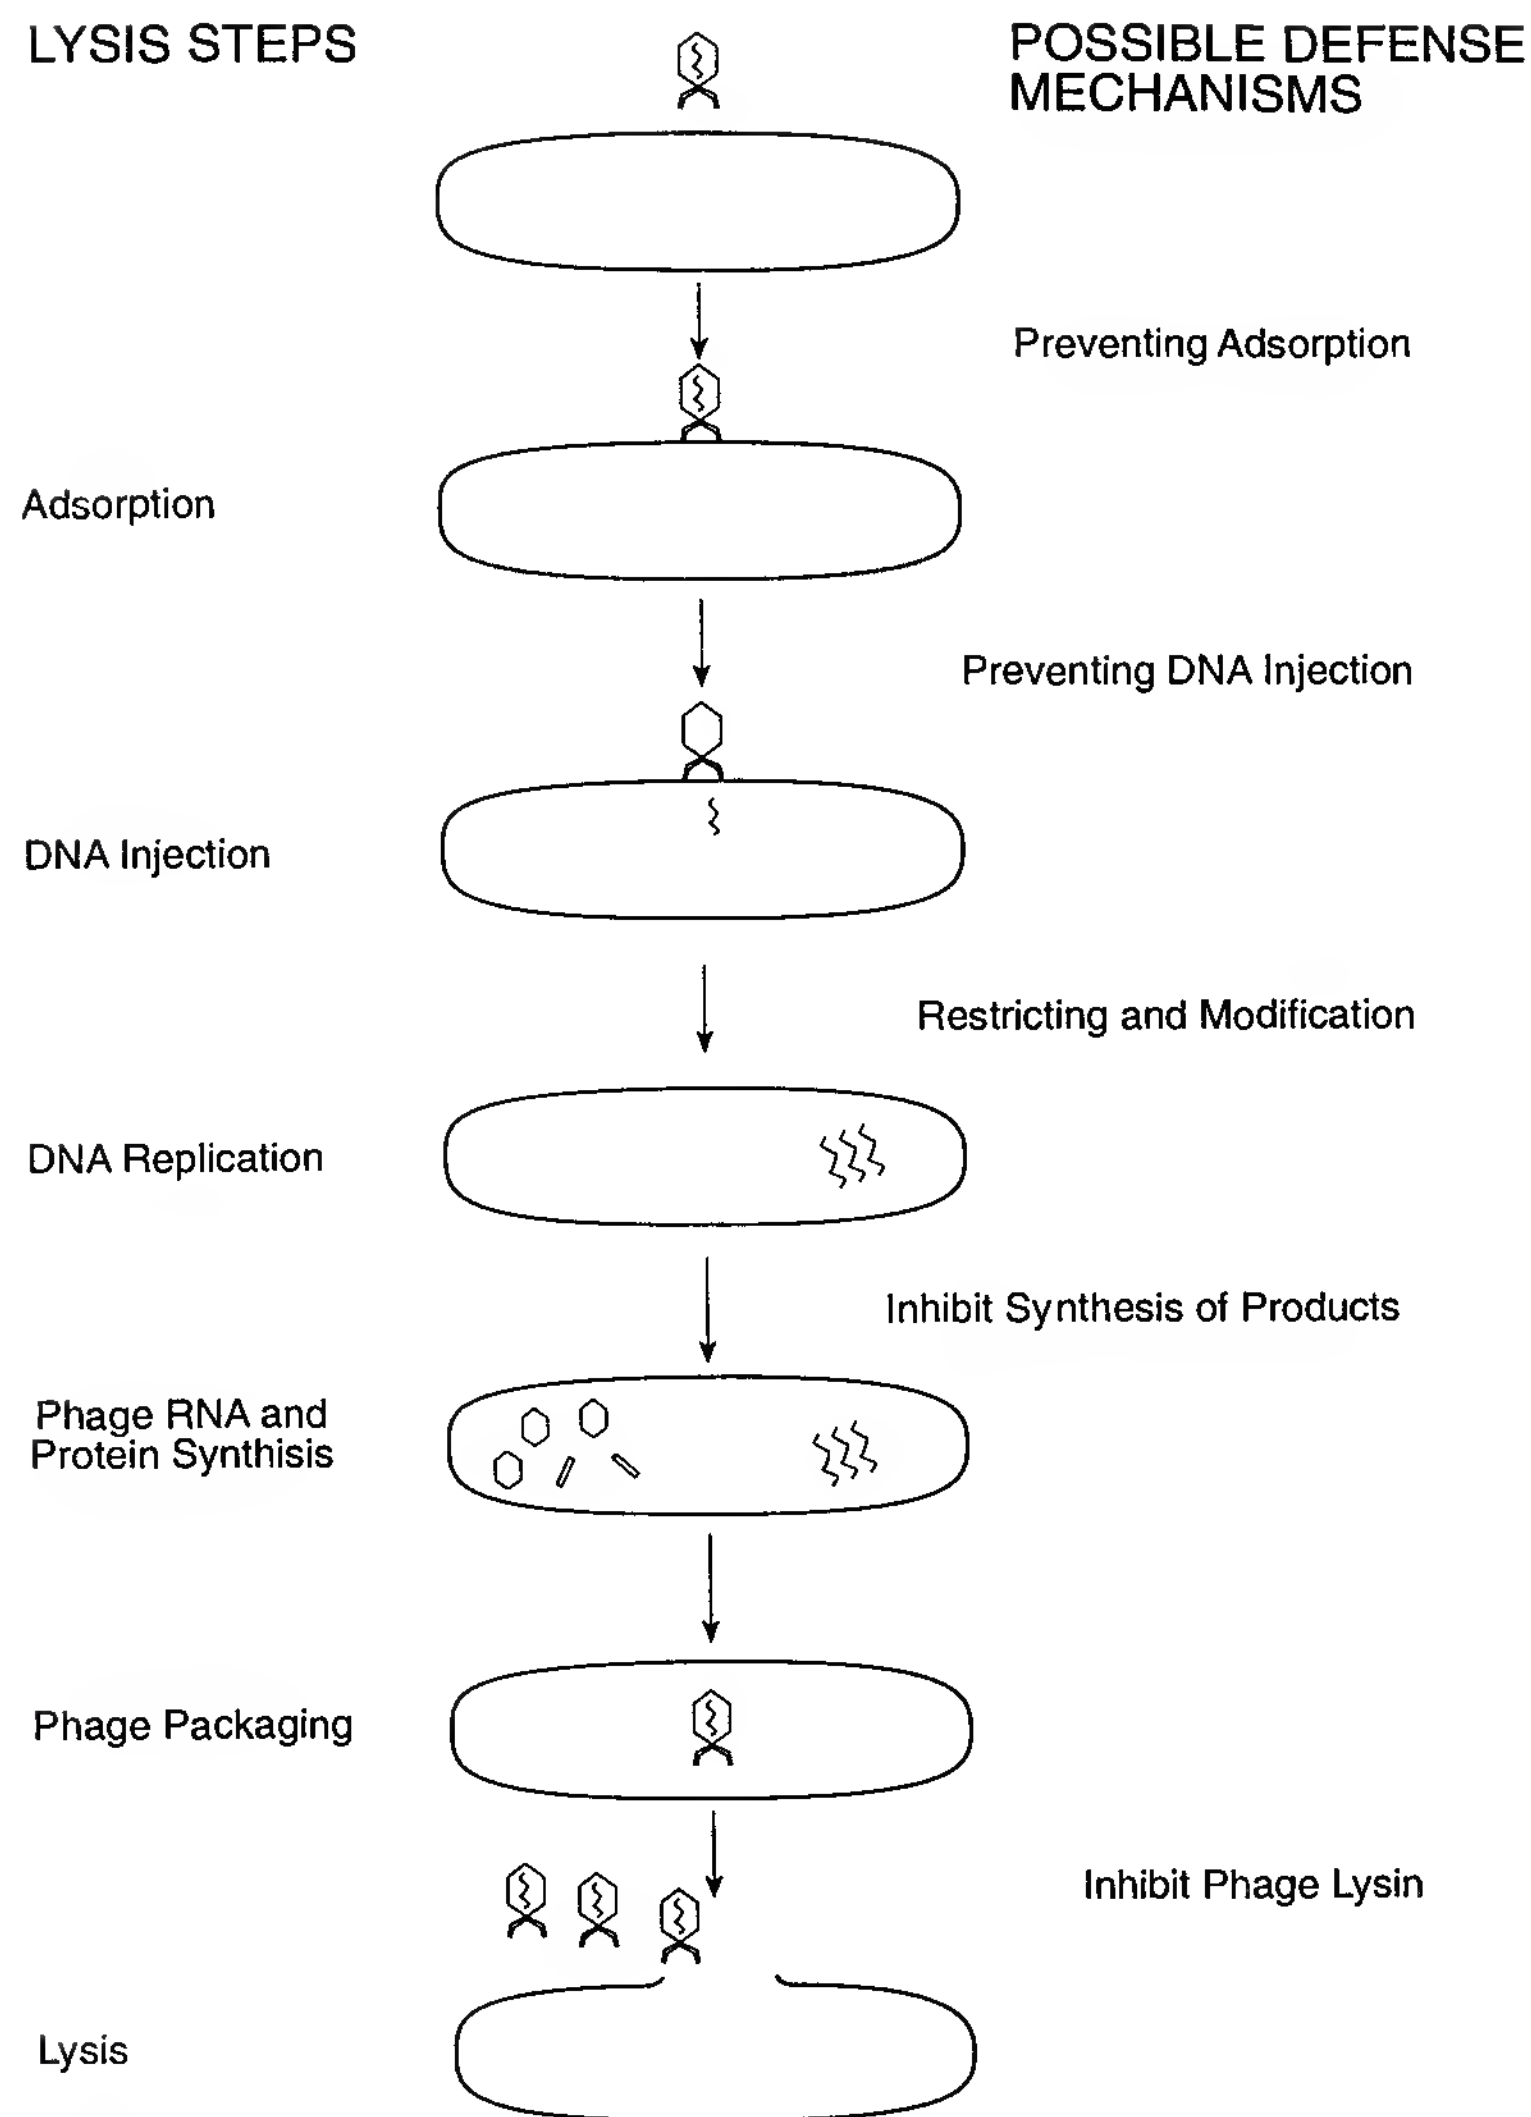 LYSIS STEPS
POSSIBLE DEFENSE
MECHANISMS
Preventing Adsorption
Adsorption
Preventing DNA Injection
DNA Injection
Restricting and Modification
DNA Replication
Inhibit Synthesis of Products
Phage RNA and
Protein Synthisis
Phage Packaging
Inhibit Phage Lysin
Lysis